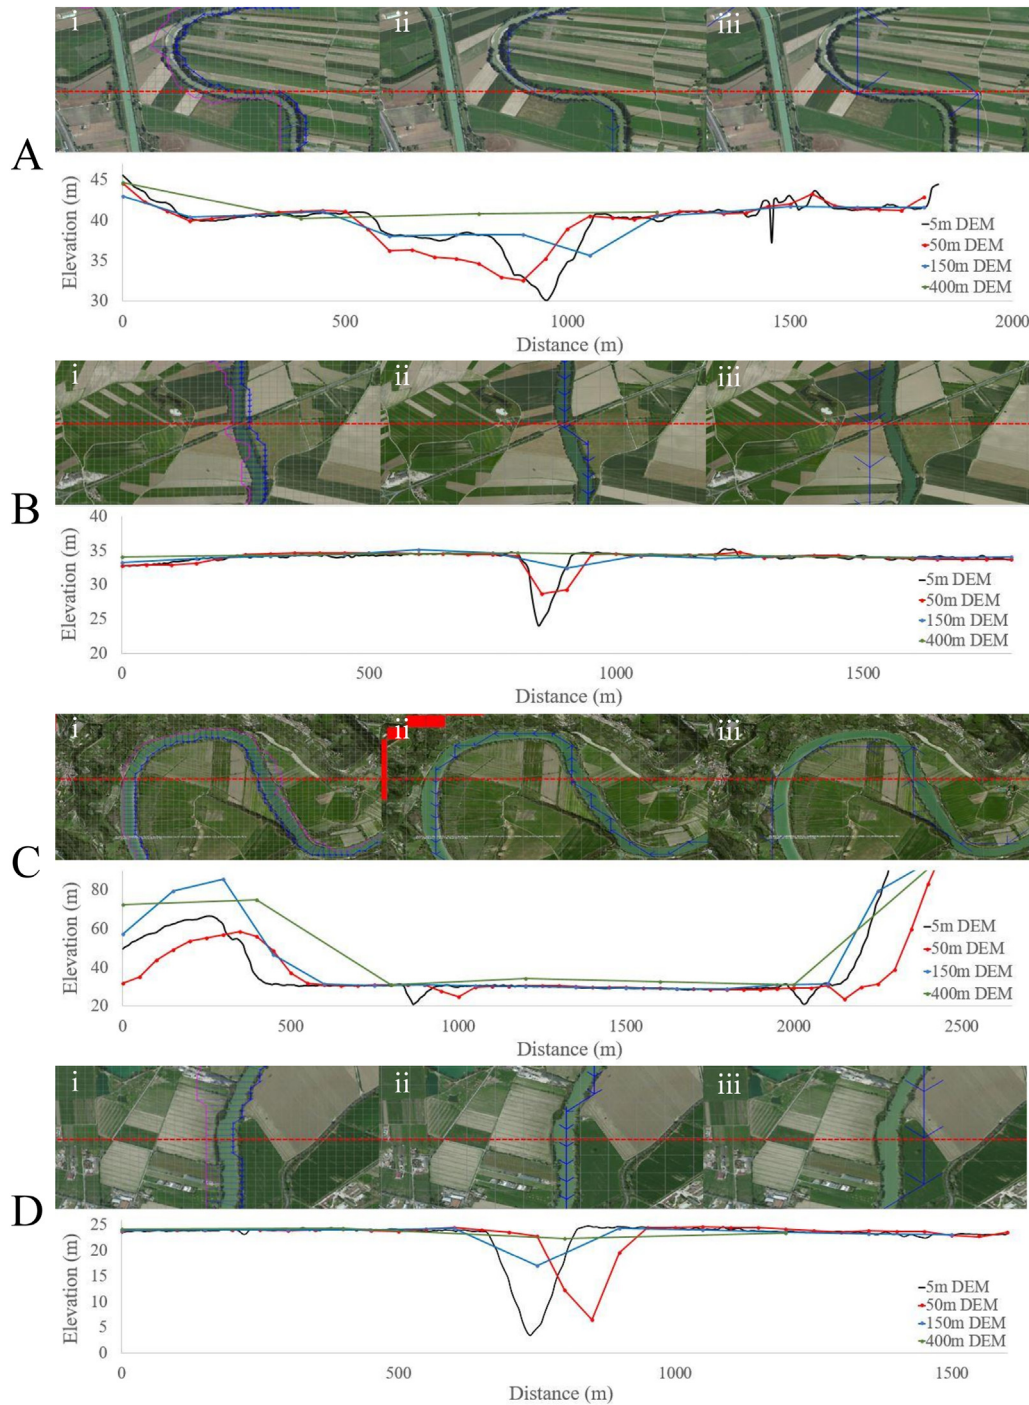 A
i
ii
iii
Elevation (m)
45
40
35
30
0
500
1000
1500
2000
Distance (m)
5m DEM
50m DEM
150m DEM
400m DEM
B
i
ii
iii
Elevation (m)
40
35
30
25
20
0
500
1000
1500
Distance (m)
5m DEM
50m DEM
150m DEM
400m DEM
C
i
ii
iii
Elevation (m)
80
60
40
20
0
500
1000
1500
2000
2500
Distance (m)
5m DEM
50m DEM
150m DEM
400m DEM
D
i
ii
iii
Elevation (m)
25
20
15
10
5
0
0
500
1000
1500
Distance (m)
5m DEM
50m DEM
150m DEM
400m DEM